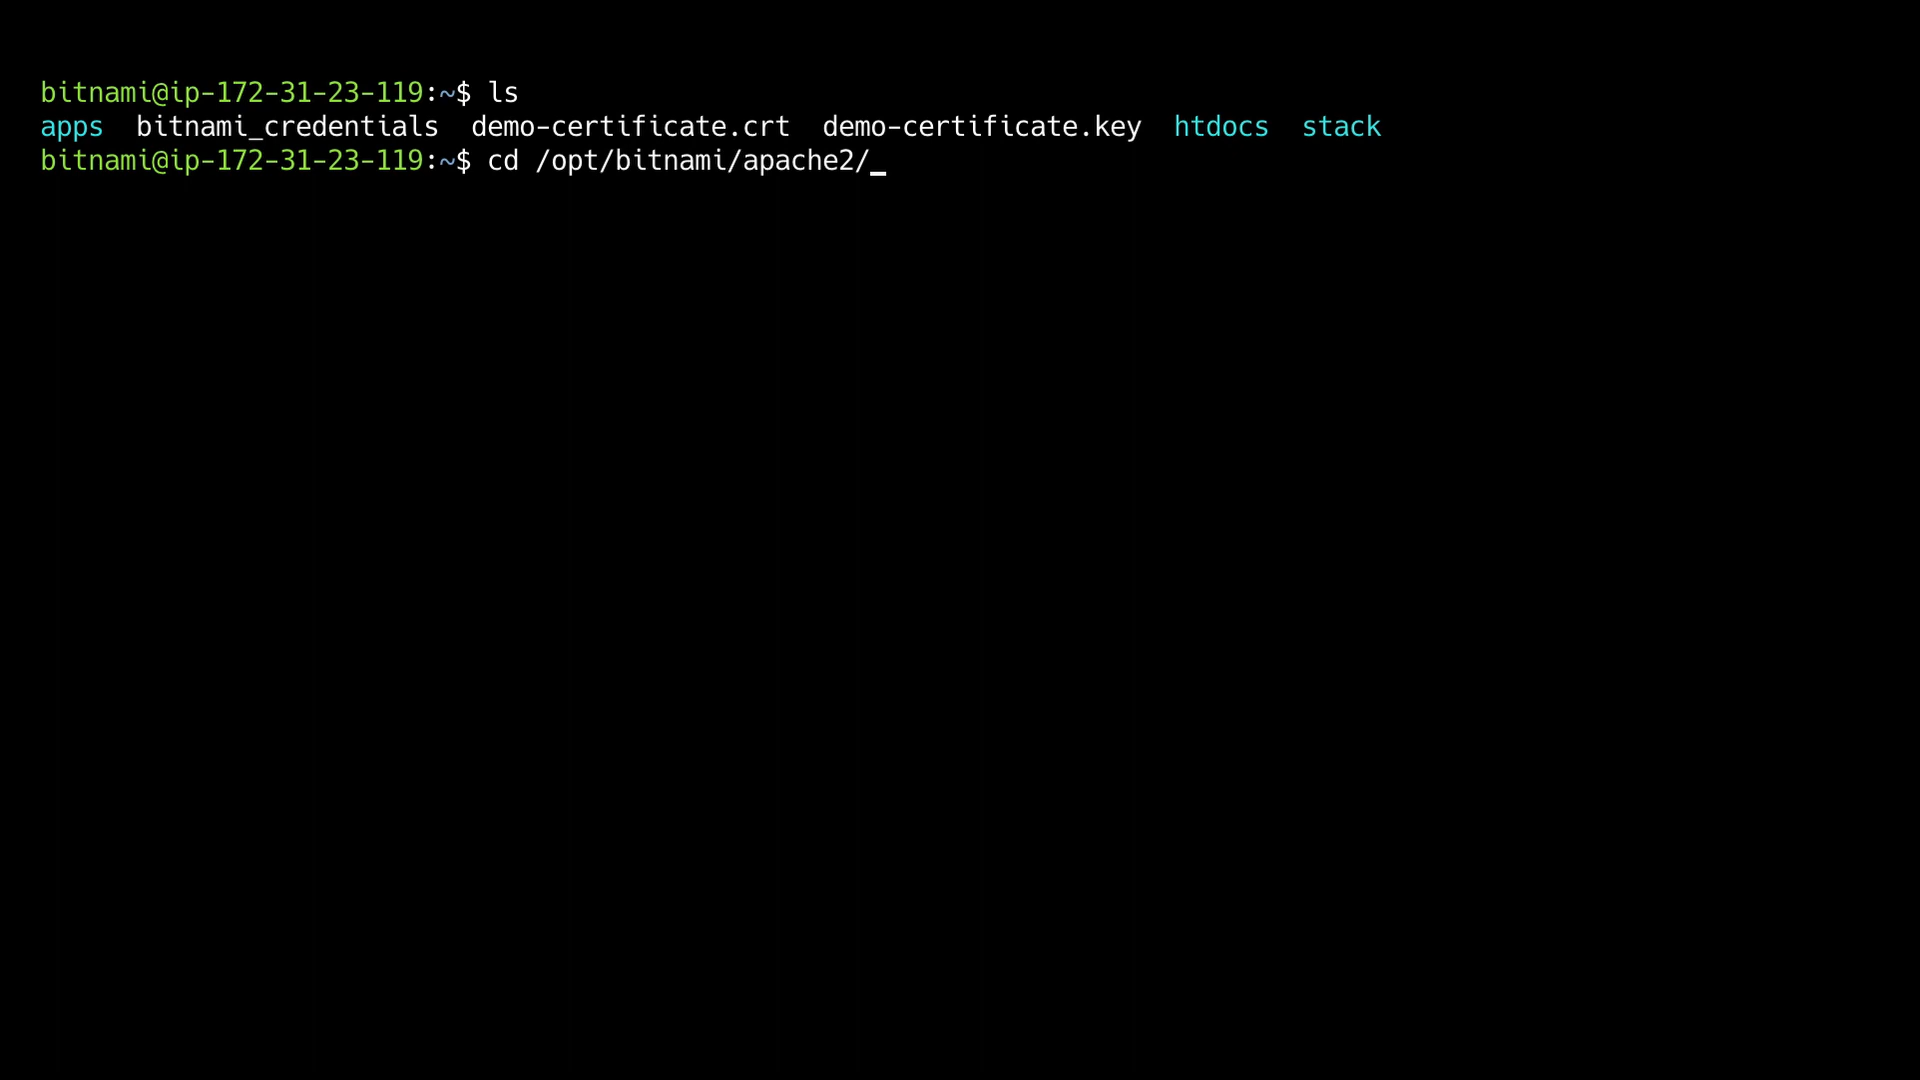 bitnami@ip-172-31-23-119:~$ ls
apps  bitnami_credentials  demo-certificate.crt  demo-certificate.key  htdocs  stack
bitnami@ip-172-31-23-119:~$ cd /opt/bitnami/apache2/